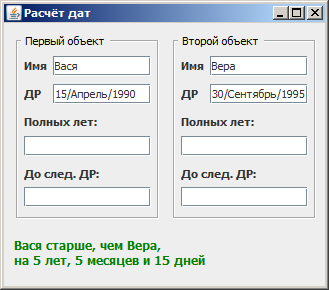 Расчёт дат
Первый объект
Имя Вася
ДР 15/Апрель/1990
Полных лет:
До след. ДР:
Второй объект
Имя Вера
ДР 30/Сентябрь/1995
Полных лет:
До след. ДР:
Вася старше, чем Вера,
на 5 лет, 5 месяцев и 15 дней